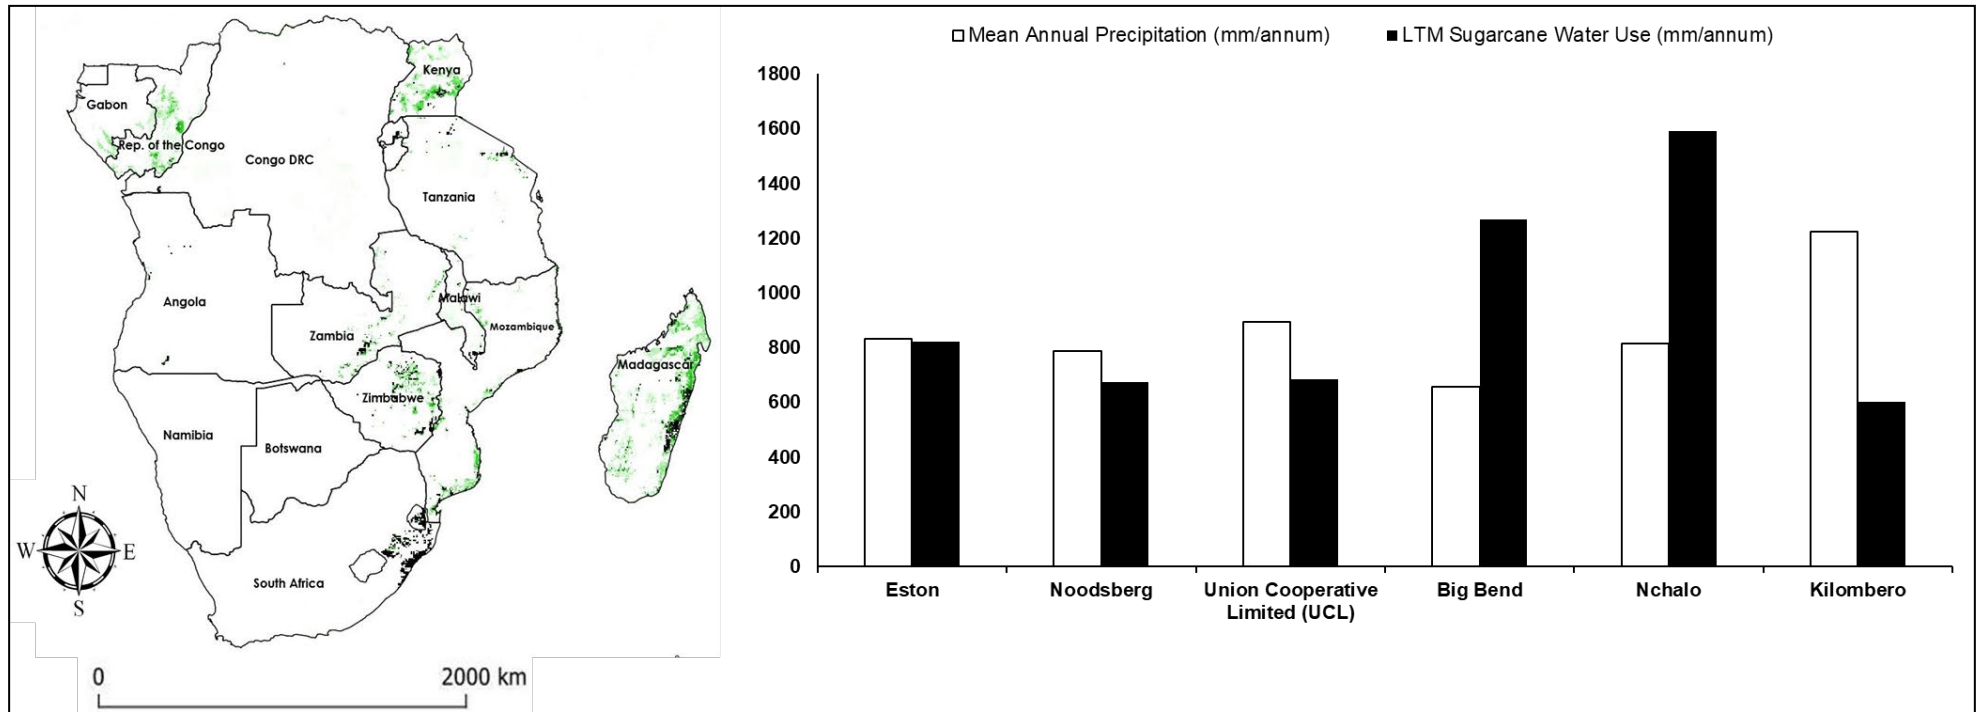 Kenya
Gabon
Rep. of the Congo
Congo DRC
Tanzania
Angola
Malawi
Zambia
Mozambique
Madagascar
Zimbabwe
Namibia
Botswana
South Africa
N
W E
S
0 2000 km
Mean Annual Precipitation (mm/annum) LTM Sugarcane Water Use (mm/annum)
1800
1600
1400
1200
1000
800
600
400
200
0
Eston Noodsberg Union Cooperative Big Bend Nchalo Kilombero
Limited (UCL)